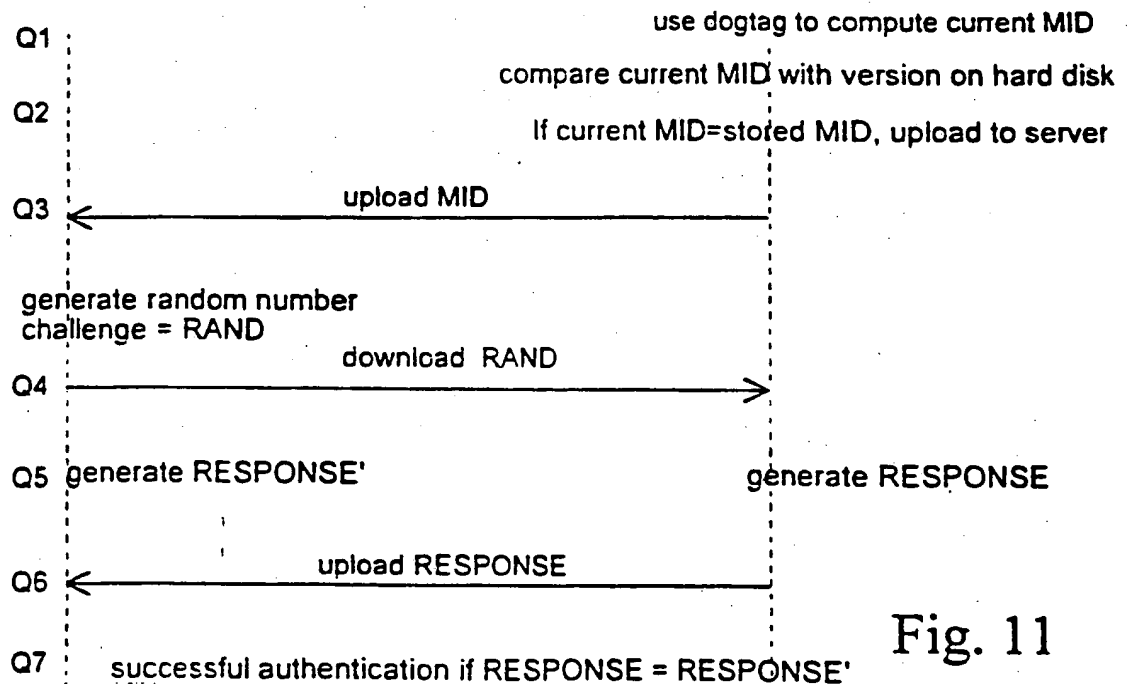 Q1
use dogtag to compute current MID
compare current MID with version on hard disk
Q2
If current MID=stored MID, upload to server
upload MID
Q3
generate random number
challenge = RAND
download RAND
Q4
Q5 generate RESPONSE' generate RESPONSE
upload RESPONSE
Q6
Fig. 11
Q7 successful authentication if RESPONSE = RESPONSE'